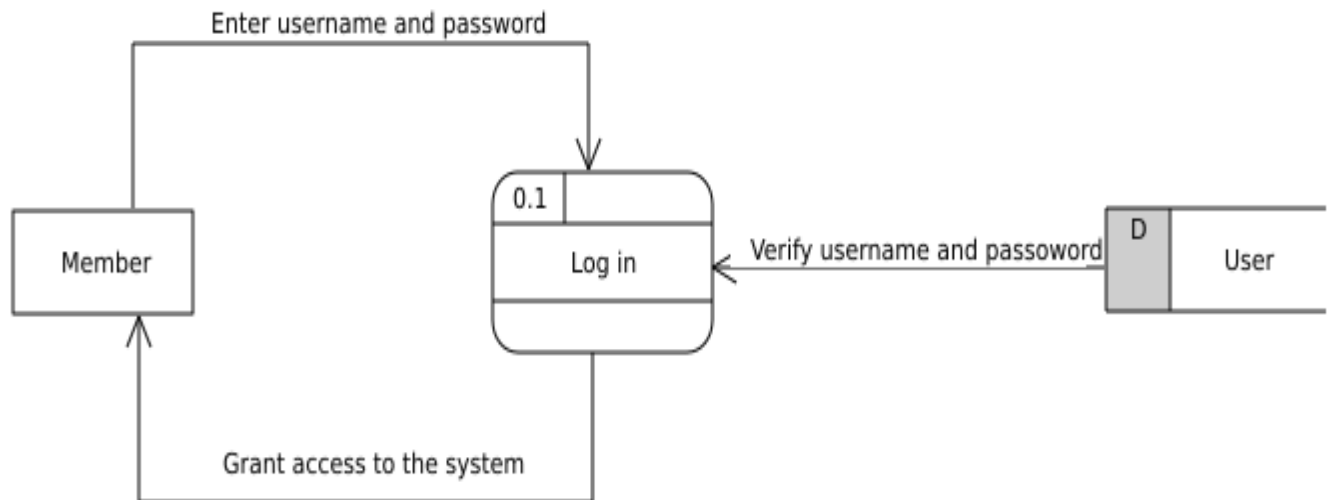 Enter username and password
0.1
Log in
Member
Verify username and passoword
D
User
Grant access to the system